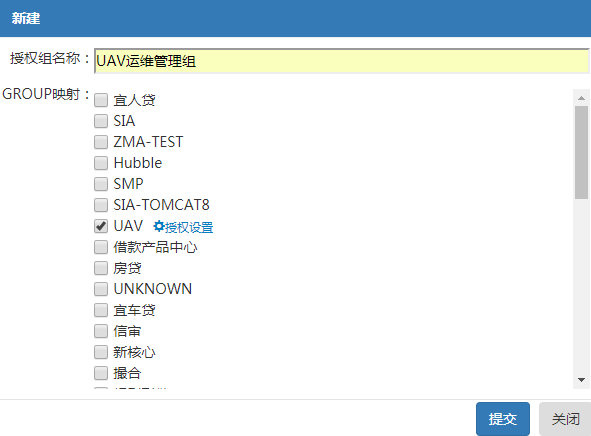 新建
授权组名称：UAV运维管理组
GROUP映射：
宜人贷
SIA
ZMA-TEST
Hubble
SMP
SIA-TOMCAT8
UAV 授权设置
借款产品中心
房贷
UNKNOWN
宜车贷
信审
新核心
撮合
提交 关闭